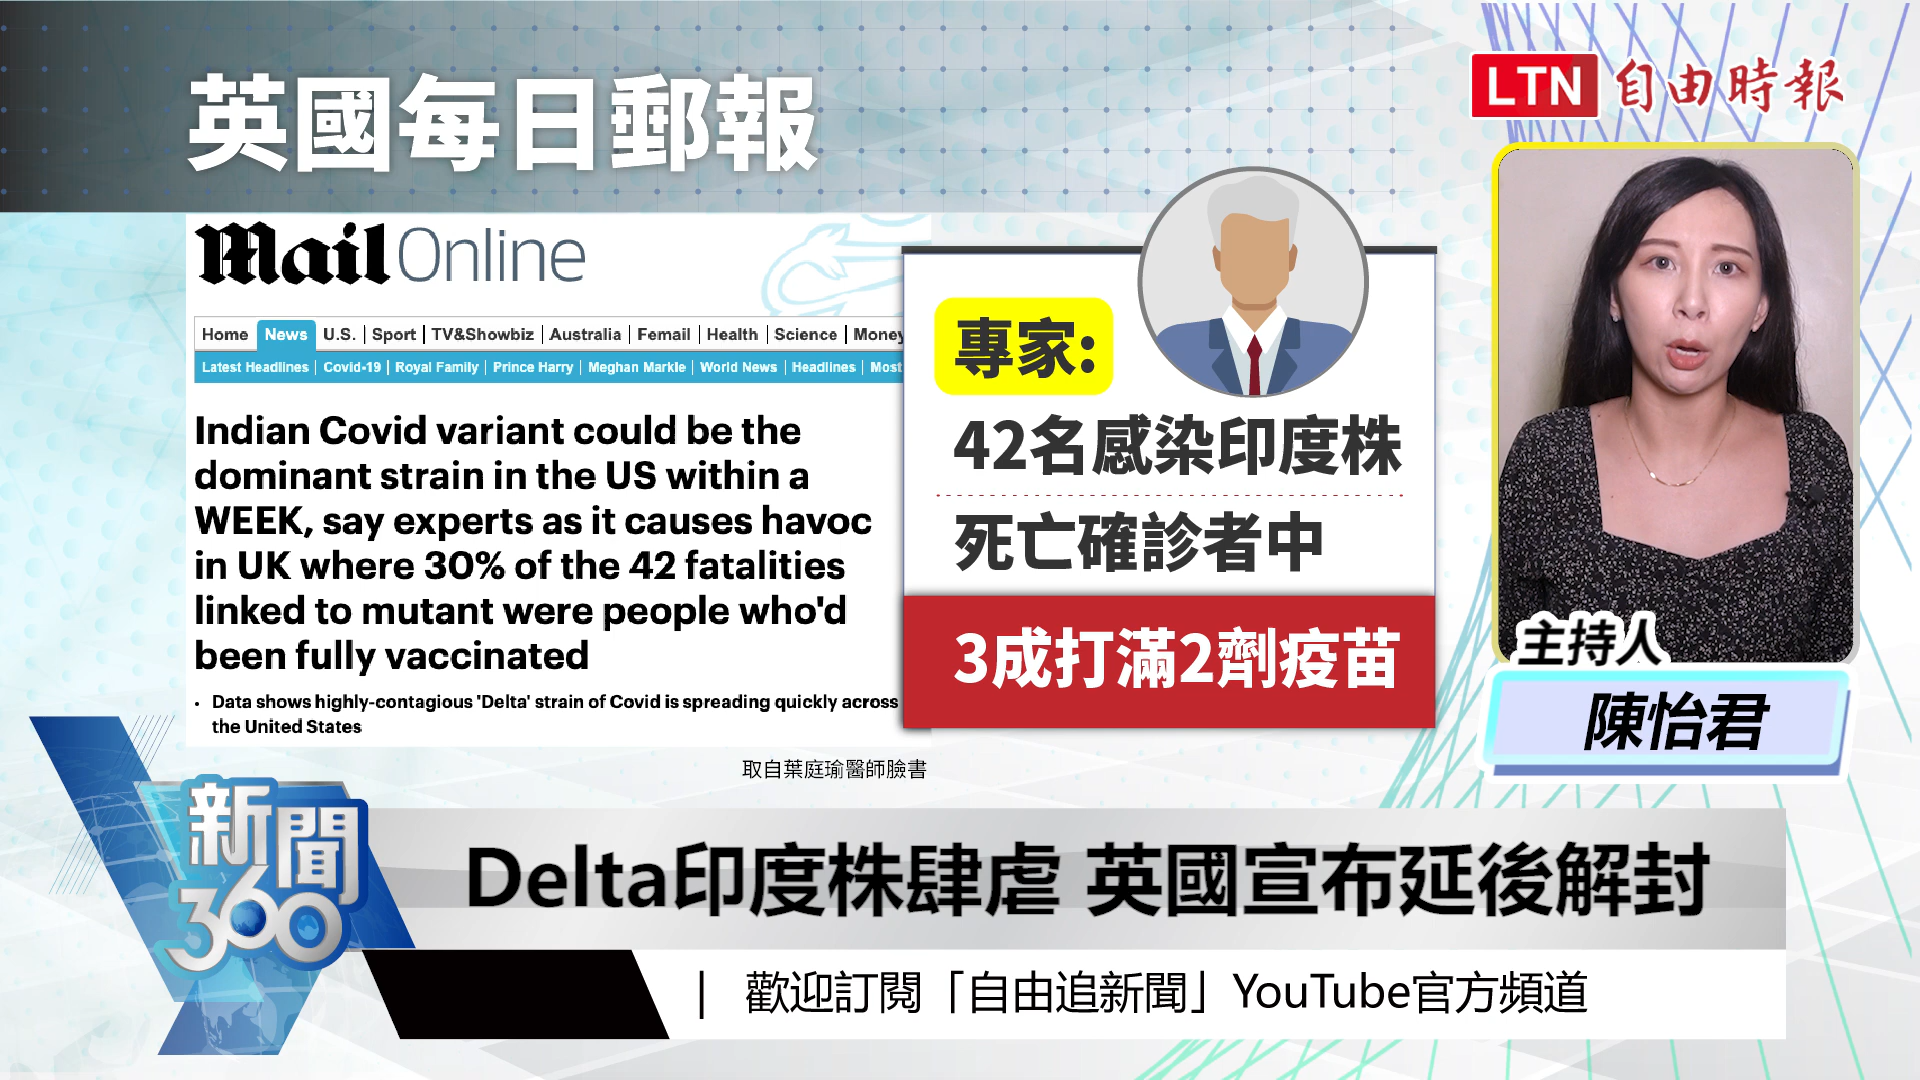 英國每日郵報
LTN 自由時報
Mail Online
Home News U.S. Sport TV&Showbiz Australia Femail Health Science Money
Latest Headlines Covid-19 Royal Family Prince Harry Meghan Markle World News Headlines Most
Indian Covid variant could be the
dominant strain in the US within a
WEEK, say experts as it causes havoc
in UK where 30% of the 42 fatalities
linked to mutant were people who'd
been fully vaccinated
• Data shows highly-contagious 'Delta' strain of Covid is spreading quickly across
the United States
取自葉庭瑜醫師臉書
專家:
42名感染印度株
死亡確診者中
3成打滿2劑疫苗
主持人
陳怡君
新聞
360
Delta印度株肆虐 英國宣布延後解封
| 歡迎訂閱「自由追新聞」YouTube官方頻道